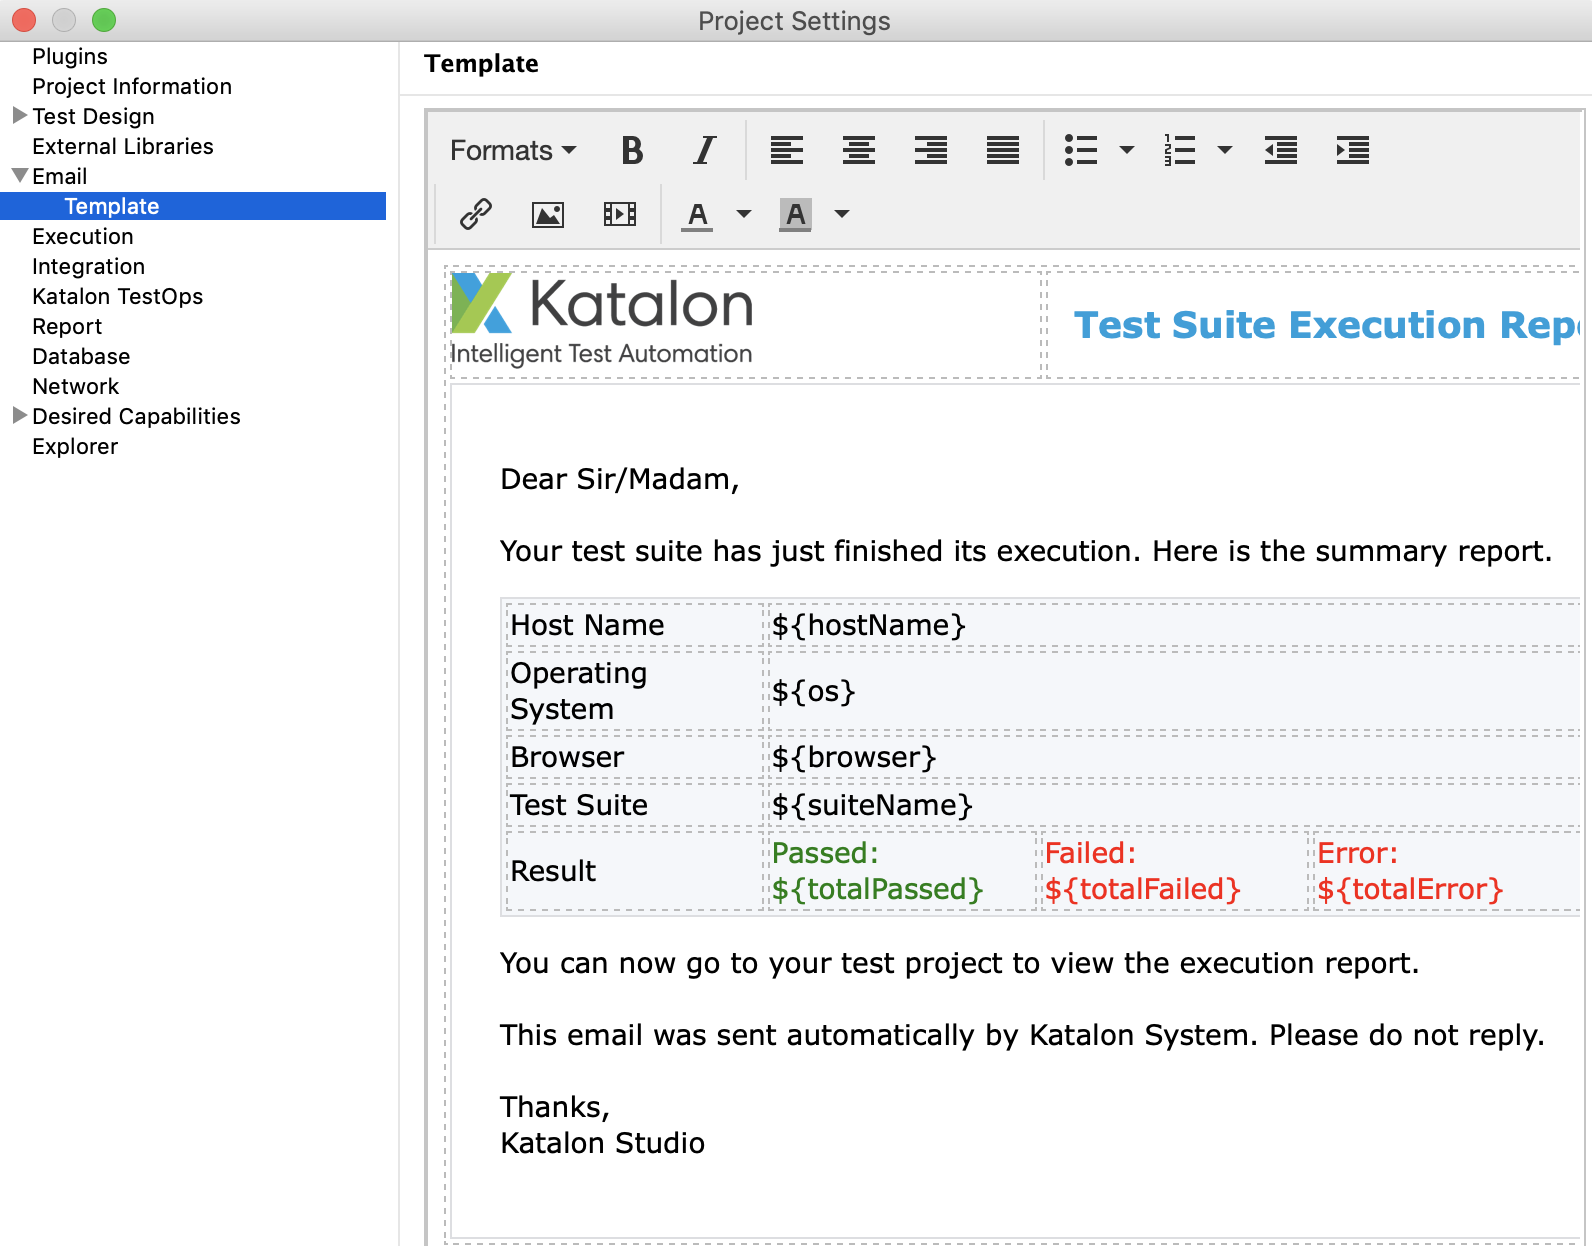 Project Settings
Plugins
Project Information
Test Design
External Libraries
Email
Template
Execution
Integration
Katalon TestOps
Report
Database
Network
Desired Capabilities
Explorer
Template
Formats B I
A A
Katalon
Intelligent Test Automation
Test Suite Execution Rep
Dear Sir/Madam,
Your test suite has just finished its execution. Here is the summary report.
Host Name ${hostName}
Operating
System ${os}
Browser ${browser}
Test Suite ${suiteName}
Result Passed: Failed: Error:
${totalPassed} ${totalFailed} ${totalError}
You can now go to your test project to view the execution report.
This email was sent automatically by Katalon System. Please do not reply.
Thanks,
Katalon Studio